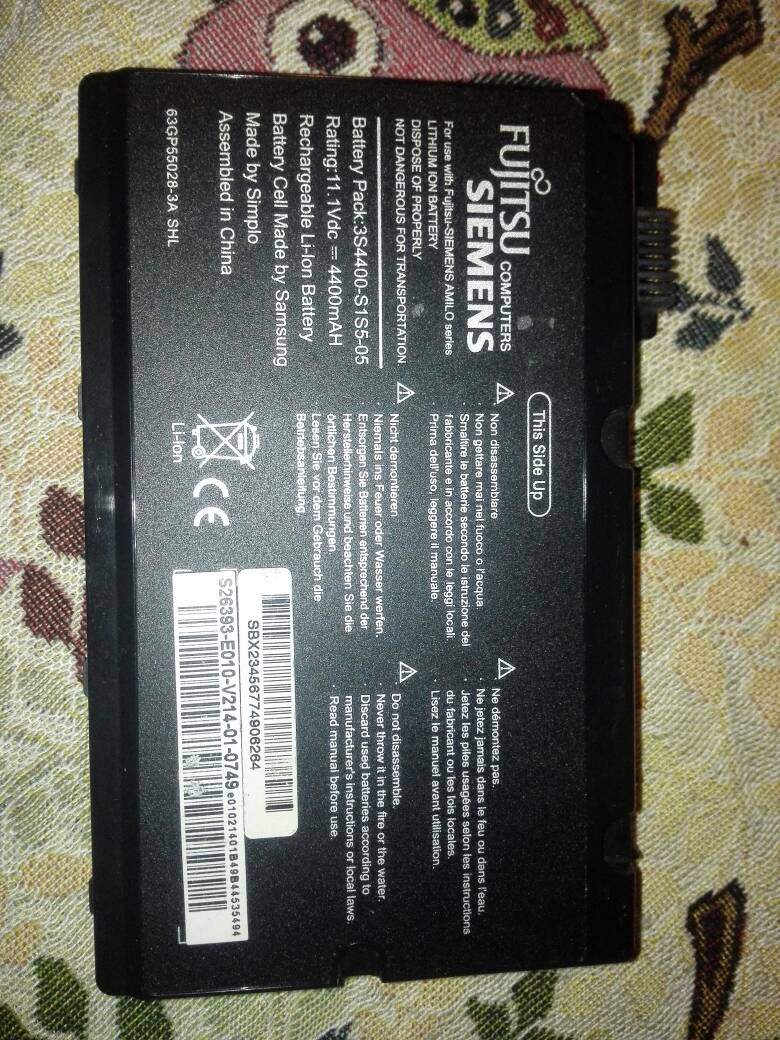 FUJITSU COMPUTERS
SIEMENS
For use with Fujitsu-SIEMENS AMILO series
LITHIUM ION BATTERY
DISPOSE OF PROPERLY
NOT DANGEROUS FOR TRANSPORTATION
Battery Pack:3S4400-S1S5-05
Rating:11.1Vdc ⎓ 4400mAH
Rechargeable Li-Ion Battery
Battery Cell Made by Samsung
Made by Simplo
Assembled in China
63GP55028-3A SHL
This Side Up
Non disassemblare
· Non gettare mai nel fuoco o l'acqua.
· Smaltire le batterie secondo le istruzione del
fabbricante e in accordo con le leggi locali.
· Prima dell'uso, leggere il manuale.
Nicht demontieren
· Niemals ins Feuer oder Wasser werfen.
· Entsorgen Sie Batterien entsprechend der
Herstellerhinweise und beachten Sie die
örtlichen Bestimmungen
· Lesen Sie vor dem Gebrauch die
Betriebsanleitung.
Li-Ion
CE
· Ne démontez pas.
· Ne jetez jamais dans le feu ou dans l'eau.
· Jetez les piles usagées selon les instructions
du fabricant ou les lois locales.
· Lisez le manuel avant utilisation.
Do not disassemble.
· Never throw it in the fire or the water.
· Discard used batteries according to
manufacturer's instructions or local laws.
· Read manual before use.
SBX23456774906264
S26393-E010-V214-01-0749 e01021401B49B44535494